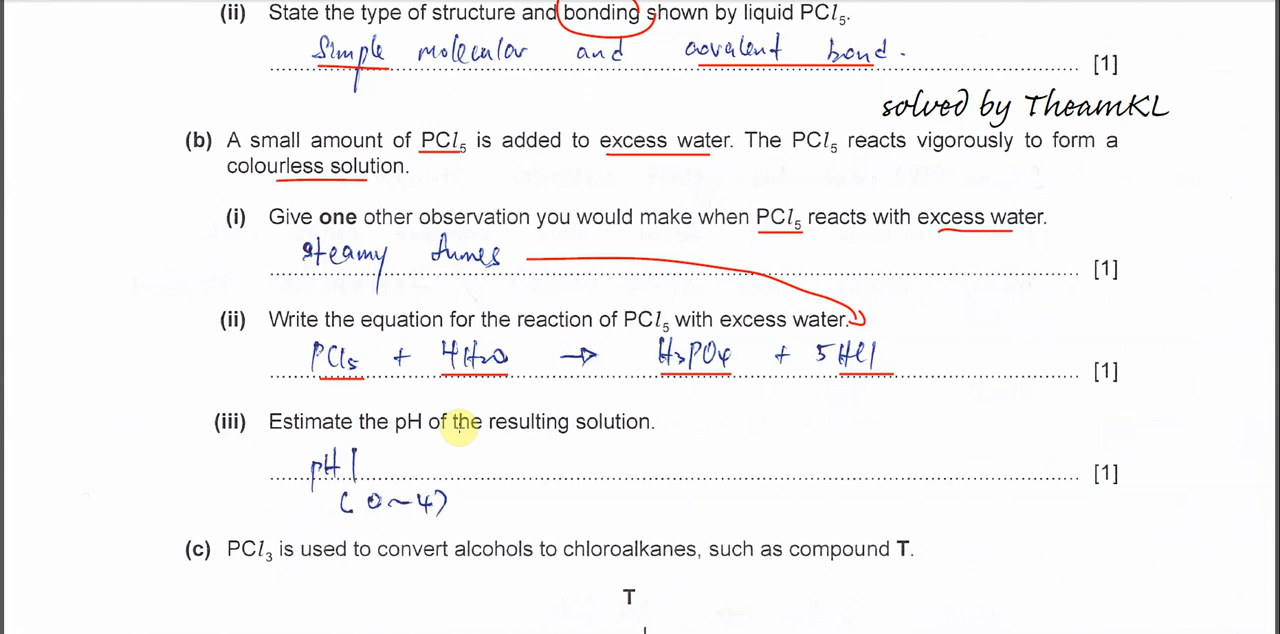 (ii) State the type of structure and bonding shown by liquid PCl₅.
Simple molecular and covalent bond.
[1]
solved by TheamKL
(b) A small amount of PCl₅ is added to excess water. The PCl₅ reacts vigorously to form a
colourless solution.
(i) Give one other observation you would make when PCl₅ reacts with excess water.
steamy fumes
[1]
(ii) Write the equation for the reaction of PCl₅ with excess water.
PCl₅ + 4H₂O → H₃PO₄ + 5HCl
[1]
(iii) Estimate the pH of the resulting solution.
pH 1
[1]
(0~4)
(c) PCl₃ is used to convert alcohols to chloroalkanes, such as compound T.
T